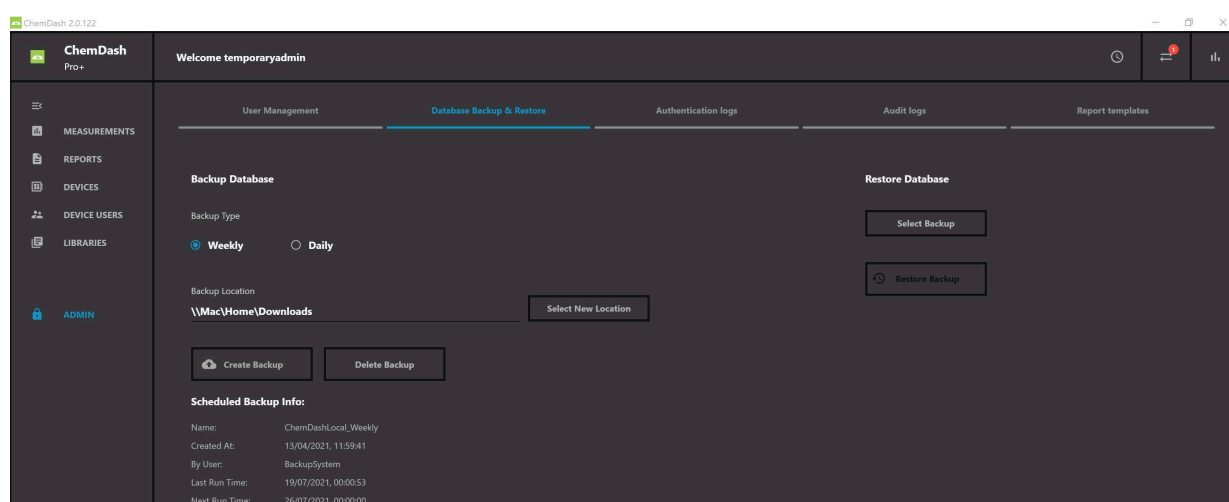 ChemDash 2.0.122
ChemDash
Pro+
Welcome temporaryadmin
1
User Management
Database Backup & Restore
Authentication logs
Audit logs
Report templates
MEASUREMENTS
REPORTS
DEVICES
DEVICE USERS
LIBRARIES
ADMIN
Backup Database
Backup Type
Weekly
Daily
Backup Location
\\Mac\Home\Downloads
Select New Location
Create Backup
Delete Backup
Scheduled Backup Info:
Name: ChemDashLocal_Weekly
Created At: 13/04/2021, 11:59:41
By User: BackupSystem
Last Run Time: 19/07/2021, 00:00:53
Next Run Time: 26/07/2021, 00:00:00
Restore Database
Select Backup
Restore Backup